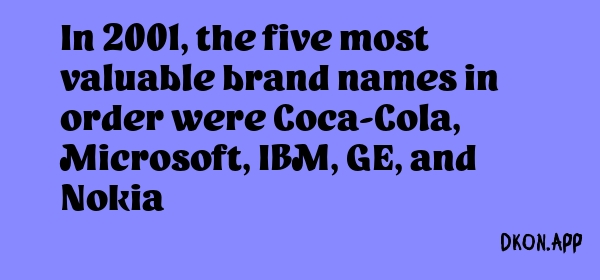 In 2001, the five most
valuable brand names in
order were Coca-Cola,
Microsoft, IBM, GE, and
Nokia
DKON.APP